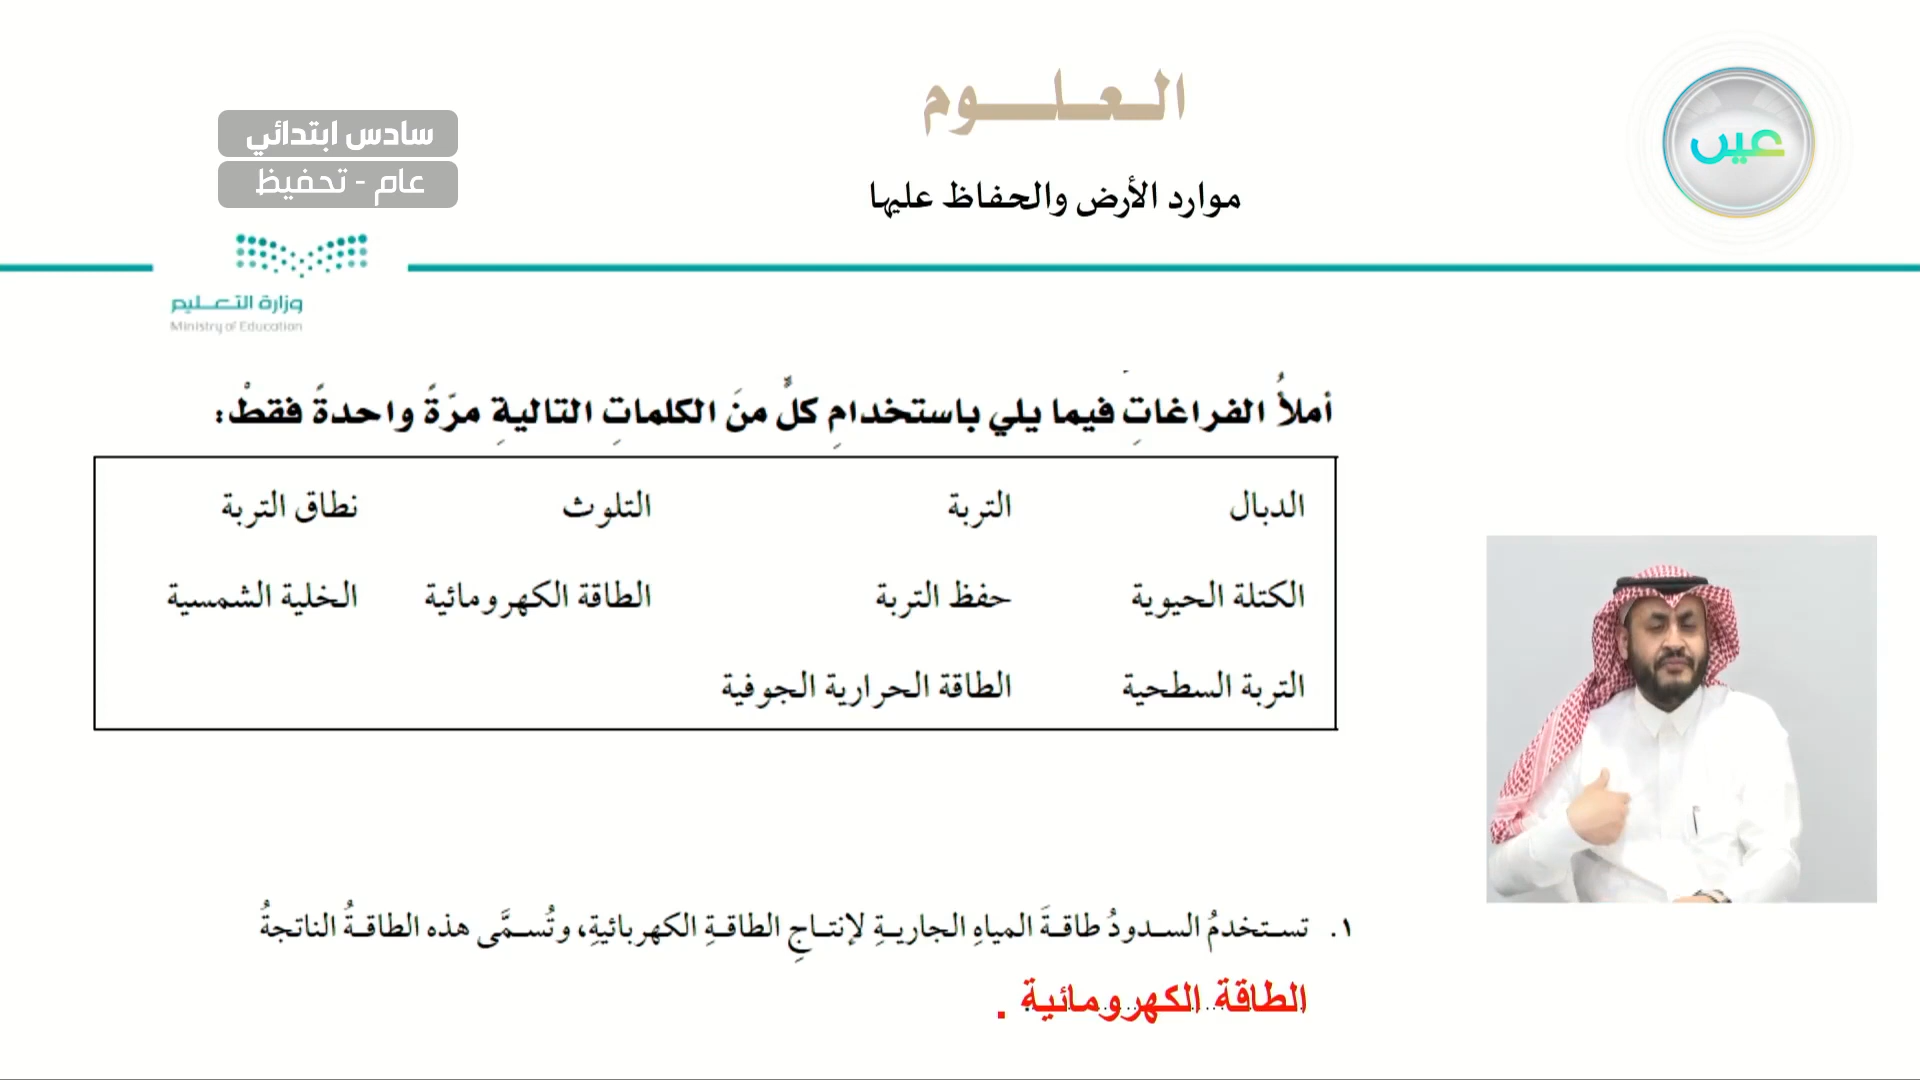 العلوم
موارد الأرض والحفاظ عليها
عين
سادس ابتدائي
عام - تحفيظ
وزارة التعليم
Ministry of Education
أملأُ الفراغاتِ فيما يلي باستخدامِ كلٍّ منَ الكلماتِ التاليةِ مرّةً واحدةً فقطْ:
الدبال التربة التلوث نطاق التربة
الكتلة الحيوية حفظ التربة الطاقة الكهرومائية الخلية الشمسية
التربة السطحية الطاقة الحرارية الجوفية
١. تستخدمُ السدودُ طاقةَ المياهِ الجاريةِ لإنتاجِ الطاقةِ الكهربائيةِ، وتُسمَّى هذه الطاقةُ الناتجةُ
الطاقة الكهرومائية .